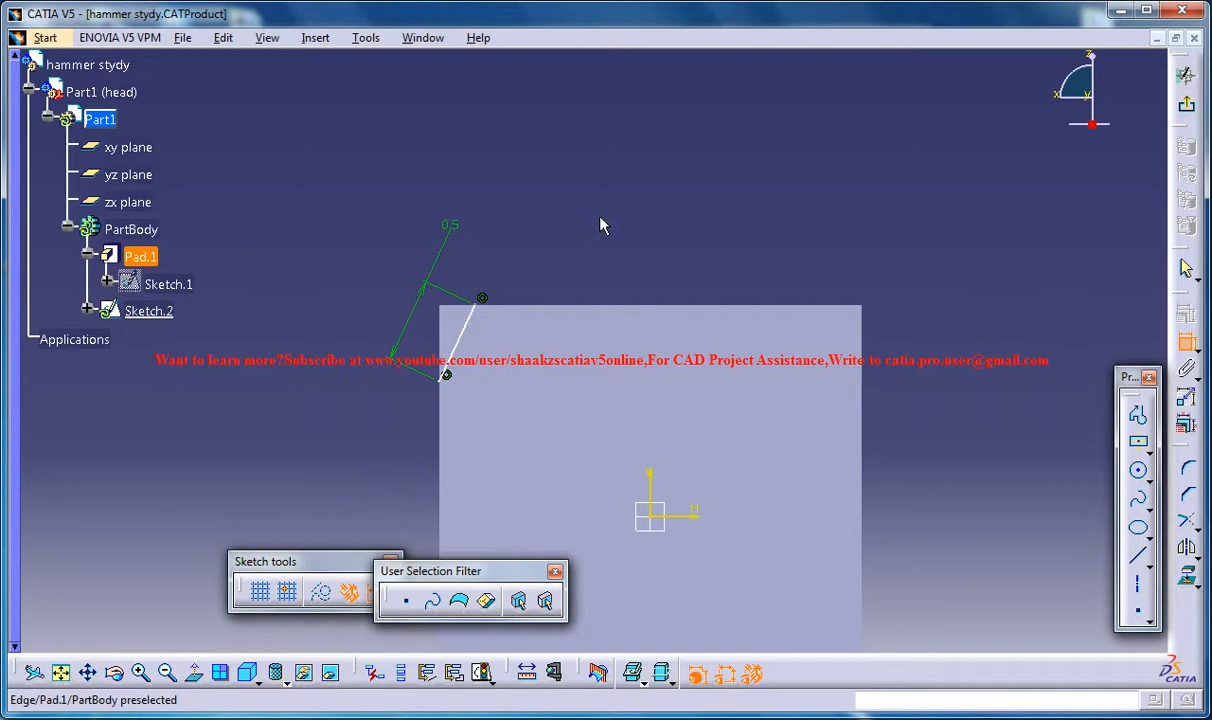 CATIA V5 - [hammer stydy.CATProduct]
Start ENOVIA V5 VPM File Edit View Insert Tools Window Help
hammer stydy
Part1 (head)
Part1
xy plane
yz plane
zx plane
PartBody
Pad.1
Sketch.1
Sketch.2
Applications
z
x
y
0,5
Want to learn more?Subscribe at www.youtube.com/user/shaakzscatiav5online,For CAD Project Assistance,Write to catia.pro.user@gmail.com
Pr...
V
H
Sketch tools
User Selection Filter
CATIA
Edge/Pad.1/PartBody preselected